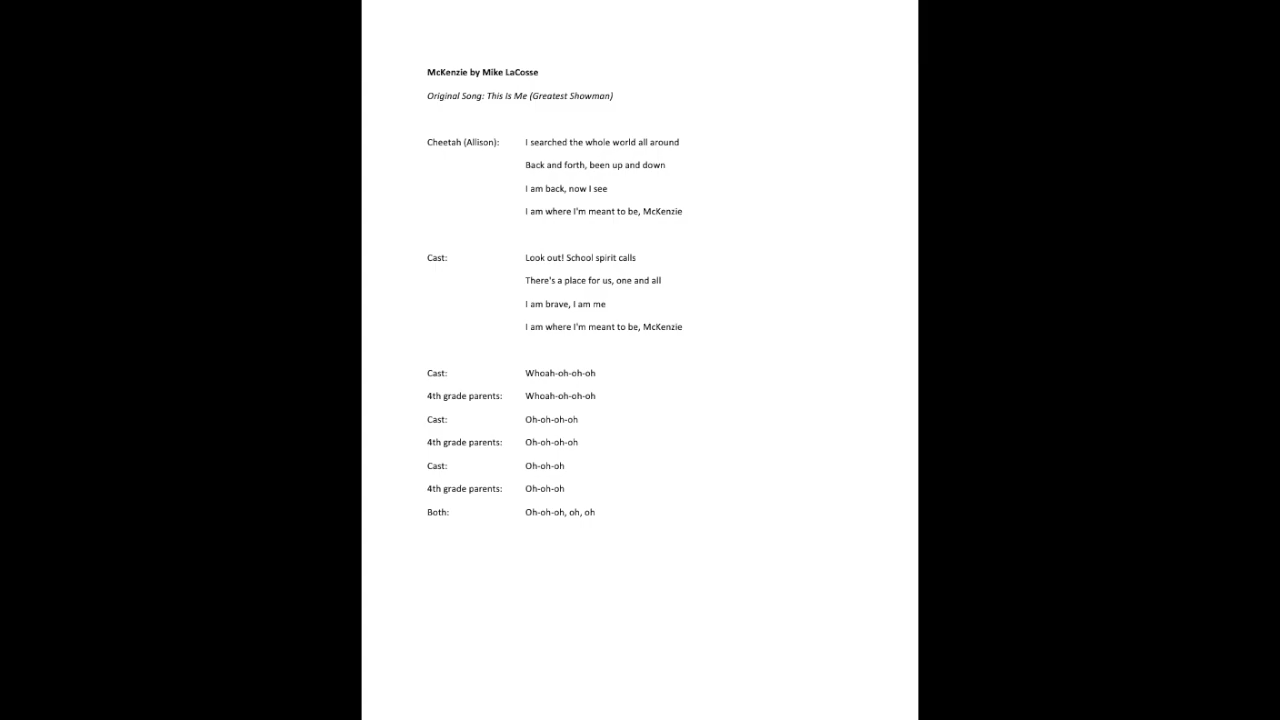 McKenzie by Mike LaCosse
Original Song: This Is Me (Greatest Showman)
Cheetah (Allison): I searched the whole world all around
Back and forth, been up and down
I am back, now I see
I am where I'm meant to be, McKenzie
Cast: Look out! School spirit calls
There's a place for us, one and all
I am brave, I am me
I am where I'm meant to be, McKenzie
Cast: Whoah-oh-oh-oh
4th grade parents: Whoah-oh-oh-oh
Cast: Oh-oh-oh-oh
4th grade parents: Oh-oh-oh-oh
Cast: Oh-oh-oh
4th grade parents: Oh-oh-oh
Both: Oh-oh-oh, oh, oh